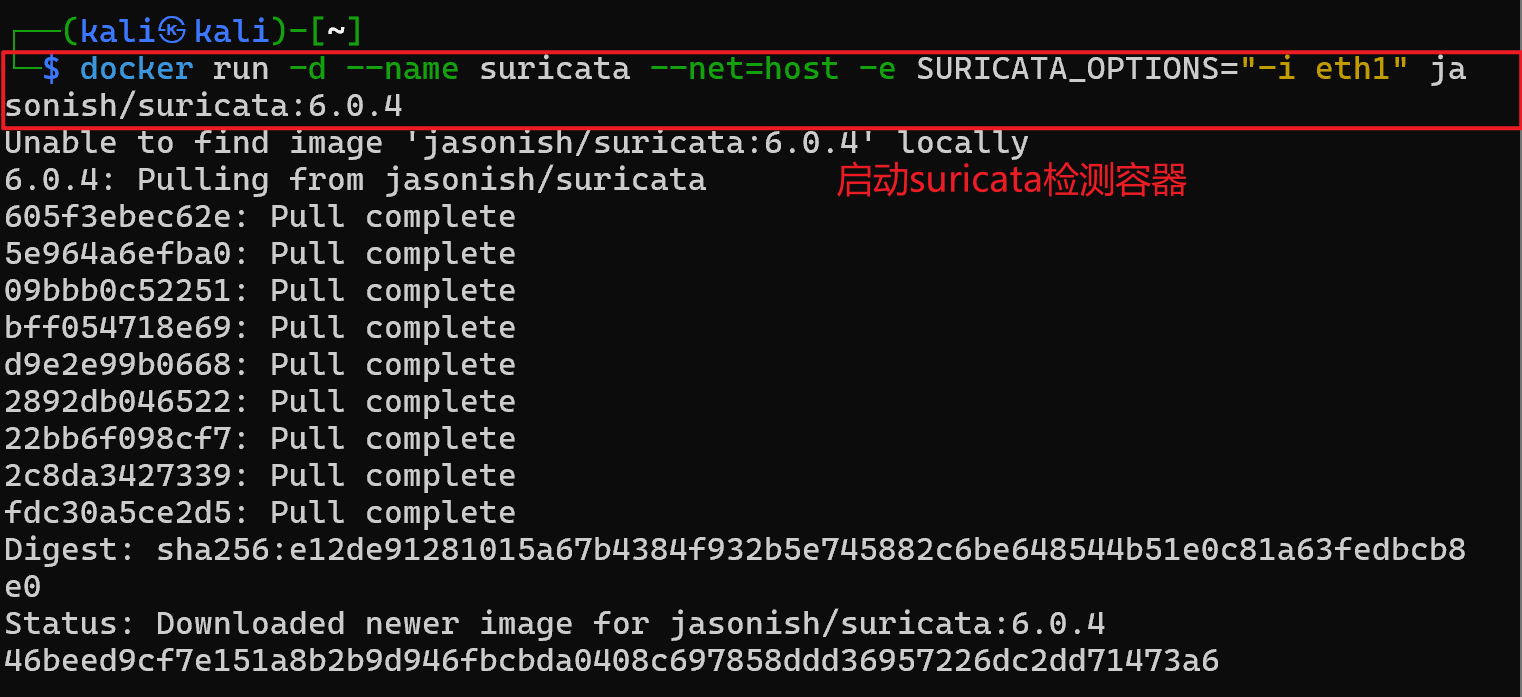 ┌──(kali㉿kali)-[~]
└─$ docker run -d --name suricata --net=host -e SURICATA_OPTIONS="-i eth1" ja
sonish/suricata:6.0.4
Unable to find image 'jasonish/suricata:6.0.4' locally
6.0.4: Pulling from jasonish/suricata
启动suricata检测容器
605f3ebec62e: Pull complete
5e964a6efba0: Pull complete
09bbb0c52251: Pull complete
bff054718e69: Pull complete
d9e2e99b0668: Pull complete
2892db046522: Pull complete
22bb6f098cf7: Pull complete
2c8da3427339: Pull complete
fdc30a5ce2d5: Pull complete
Digest: sha256:e12de91281015a67b4384f932b5e745882c6be648544b51e0c81a63fedbcb8
e0
Status: Downloaded newer image for jasonish/suricata:6.0.4
46beed9cf7e151a8b2b9d946fbcbda0408c697858ddd36957226dc2dd71473a6